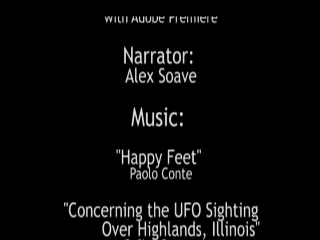 with Adobe Premiere
Narrator:
Alex Soave
Music:
"Happy Feet"
Paolo Conte
"Concerning the UFO Sighting
Over Highlands, Illinois"